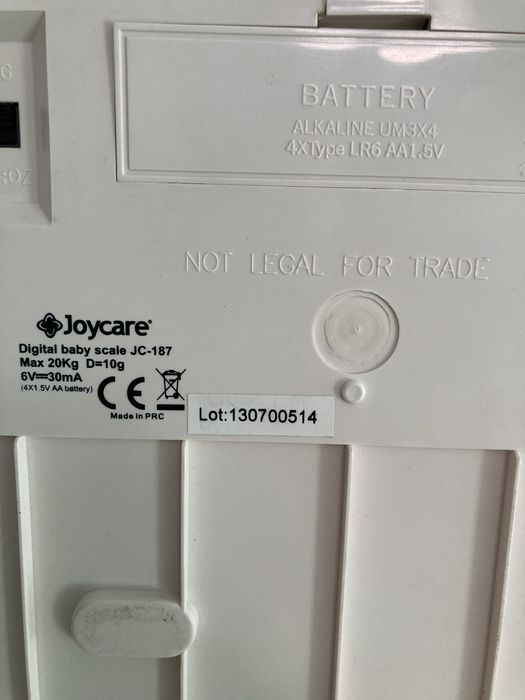 G
:OZ
BATTERY
ALKALINE UM3X4
4XType LR6 AA1.5V
NOT LEGAL FOR TRADE
Joycare®
Digital baby scale JC-187
Max 20Kg D=10g
6V⎓30mA
(4X1.5V AA battery)
CE
Made in PRC
Lot:130700514